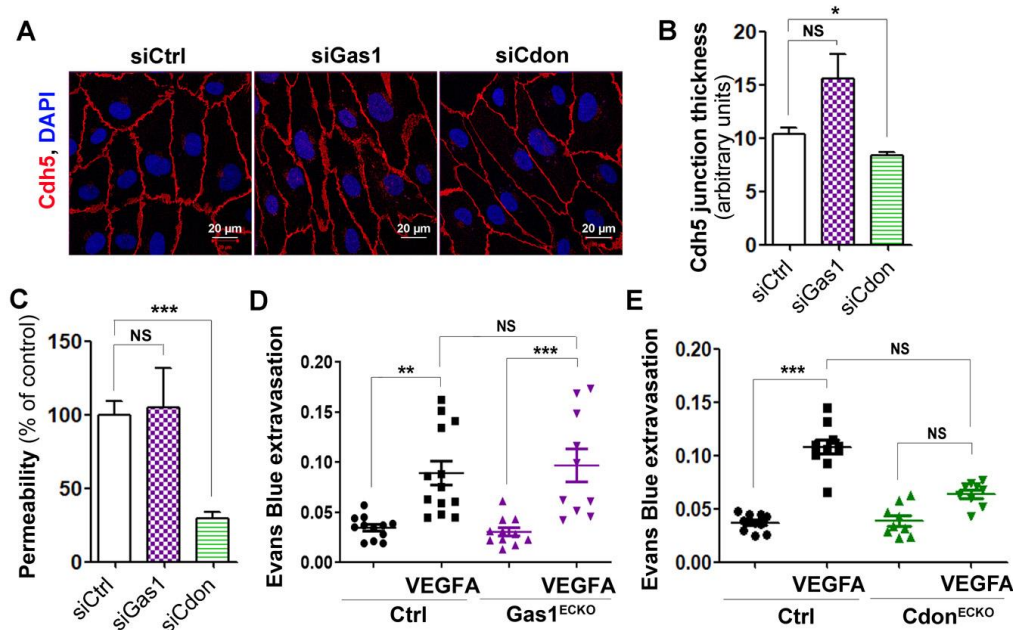 A
siCtrl siGas1 siCdon
Cdh5, DAPI
20 µm 20 µm 20 µm
B
Cdh5 junction thickness
(arbitrary units)
20
15
10
5
0
NS
*
siCtrl siGas1 siCdon
C
Permeability (% of control)
150
100
50
0
***
NS
siCtrl siGas1 siCdon
D
Evans Blue extravasation
0.20
0.15
0.10
0.05
0.00
NS
** ***
VEGFA VEGFA
Ctrl Gas1ECKO
E
Evans Blue extravasation
0.20
0.15
0.10
0.05
0.00
NS
*** NS
VEGFA VEGFA
Ctrl CdonECKO